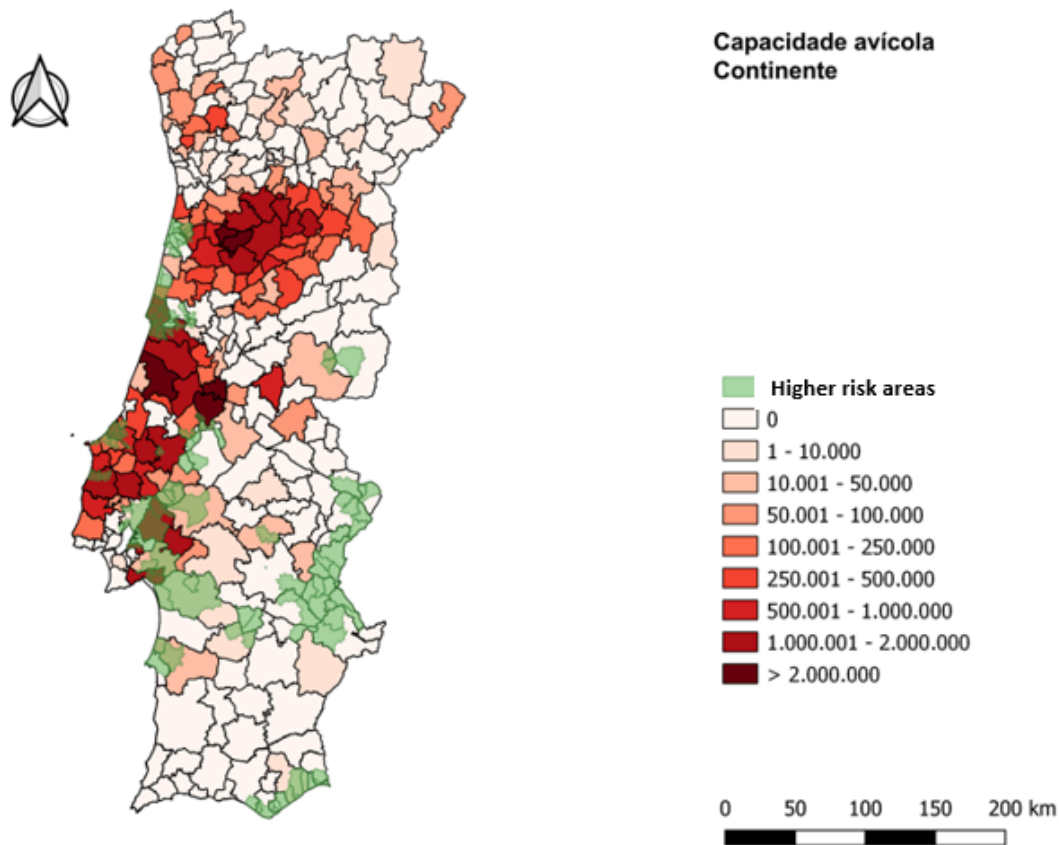 Capacidade avícola
Continente
Higher risk areas
0
1 - 10.000
10.001 - 50.000
50.001 - 100.000
100.001 - 250.000
250.001 - 500.000
500.001 - 1.000.000
1.000.001 - 2.000.000
> 2.000.000
0 50 100 150 200 km